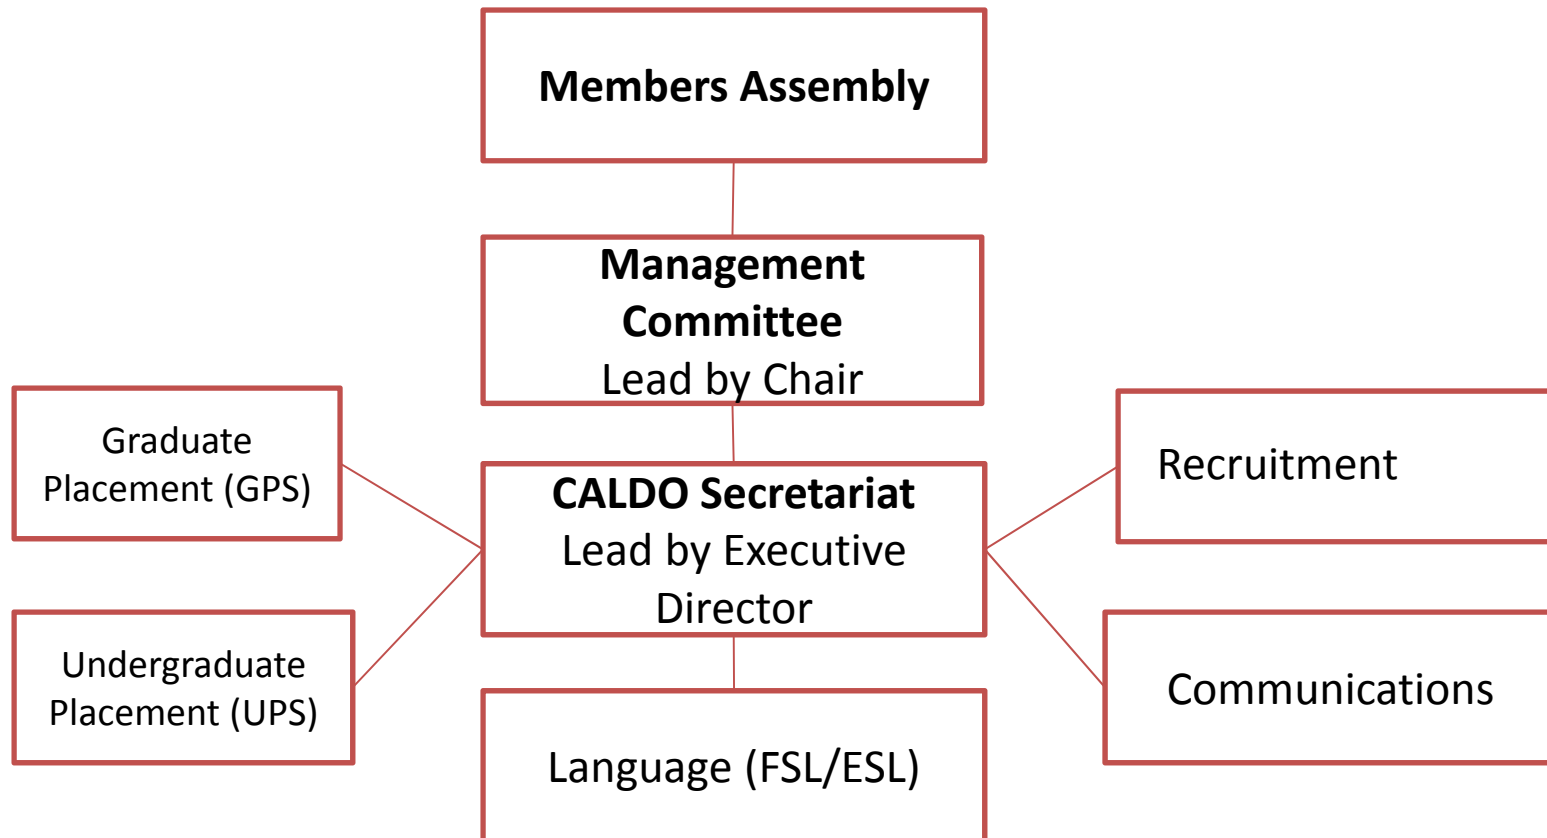 Members Assembly
Management
Committee
Lead by Chair
Graduate
Placement (GPS)
Recruitment
CALDO Secretariat
Lead by Executive
Director
Undergraduate
Placement (UPS)
Communications
Language (FSL/ESL)